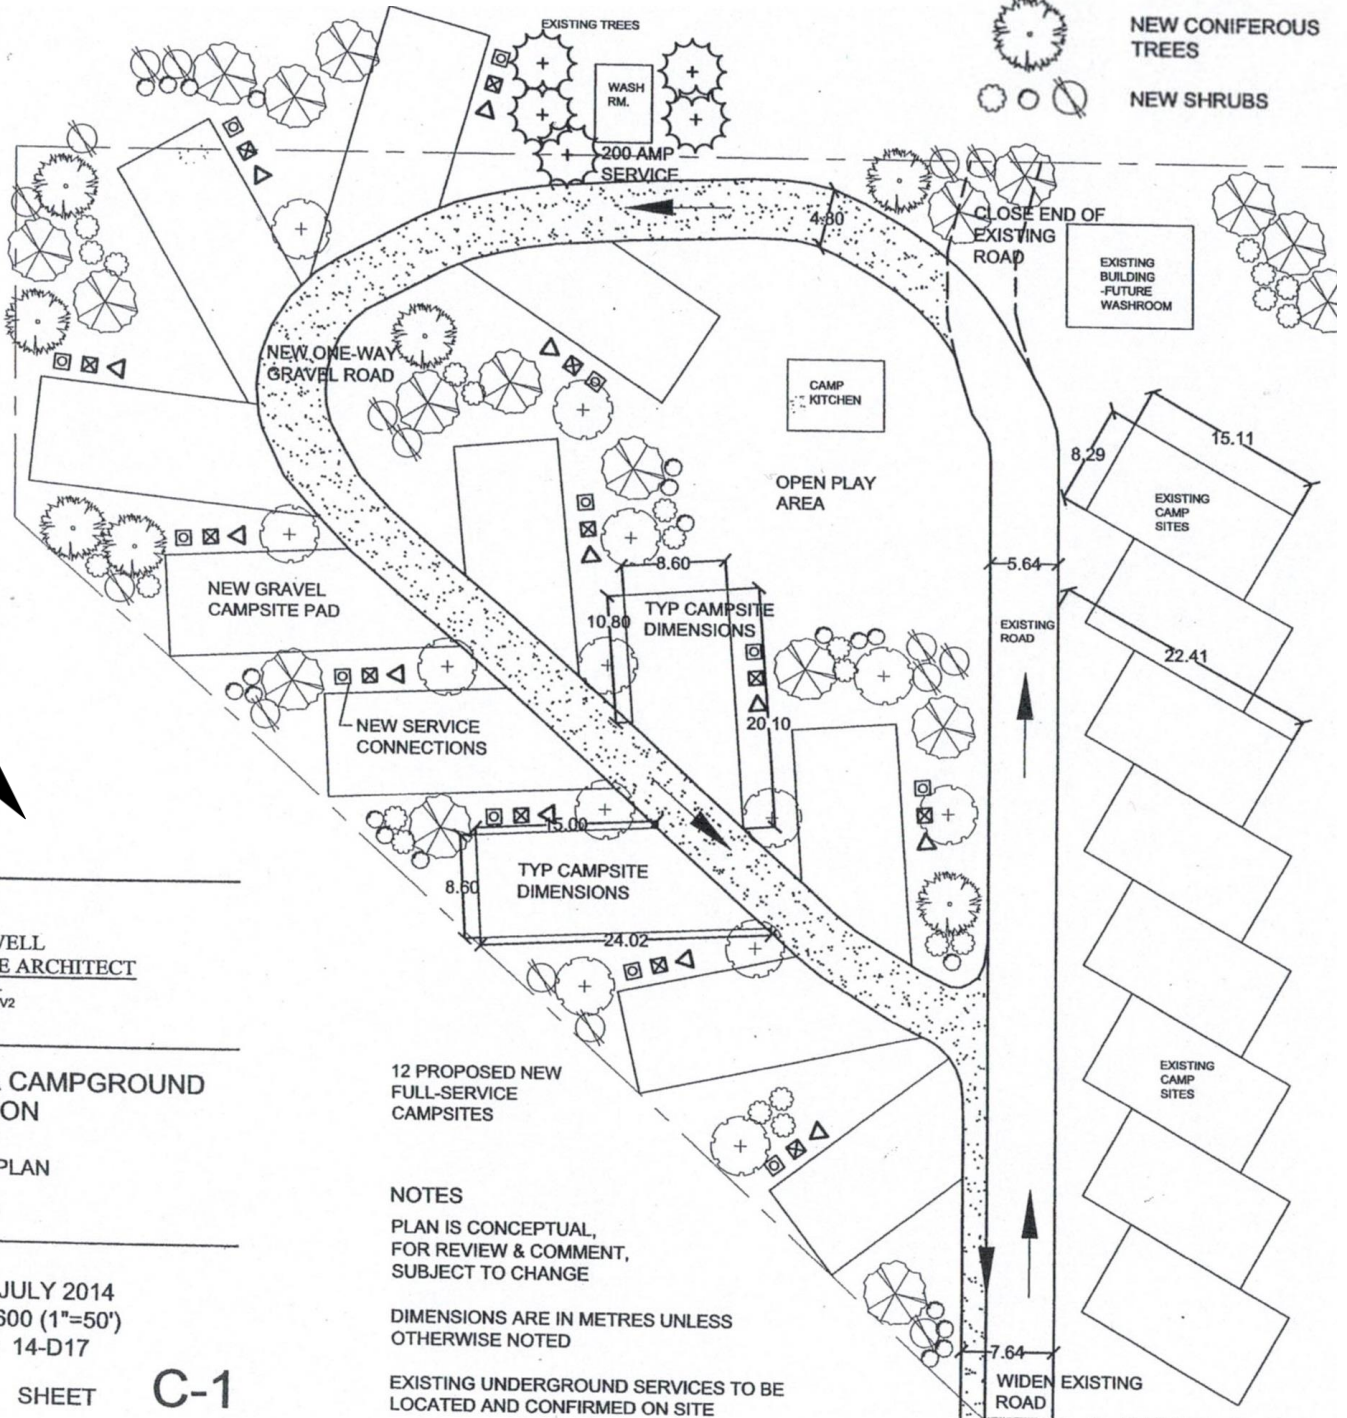 EXISTING TREES
WASH
RM.
200 AMP
SERVICE
NEW CONIFEROUS
TREES
NEW SHRUBS
4.80
CLOSE END OF
EXISTING
ROAD
EXISTING
BUILDING
-FUTURE
WASHROOM
NEW ONE-WAY
GRAVEL ROAD
CAMP
KITCHEN
OPEN PLAY
AREA
8.29
15.11
EXISTING
CAMP
SITES
NEW GRAVEL
CAMPSITE PAD
8.60
10.80
TYP CAMPSITE
DIMENSIONS
20.10
5.64
EXISTING
ROAD
22.41
NEW SERVICE
CONNECTIONS
15.00
8.60
TYP CAMPSITE
DIMENSIONS
24.02
EXISTING
CAMP
SITES
7.64
WIDEN EXISTING
ROAD
WELL
E ARCHITECT
V2
CAMPGROUND
ON
PLAN
JULY 2014
600 (1"=50')
14-D17
SHEET C-1
12 PROPOSED NEW
FULL-SERVICE
CAMPSITES
NOTES
PLAN IS CONCEPTUAL,
FOR REVIEW & COMMENT,
SUBJECT TO CHANGE
DIMENSIONS ARE IN METRES UNLESS
OTHERWISE NOTED
EXISTING UNDERGROUND SERVICES TO BE
LOCATED AND CONFIRMED ON SITE